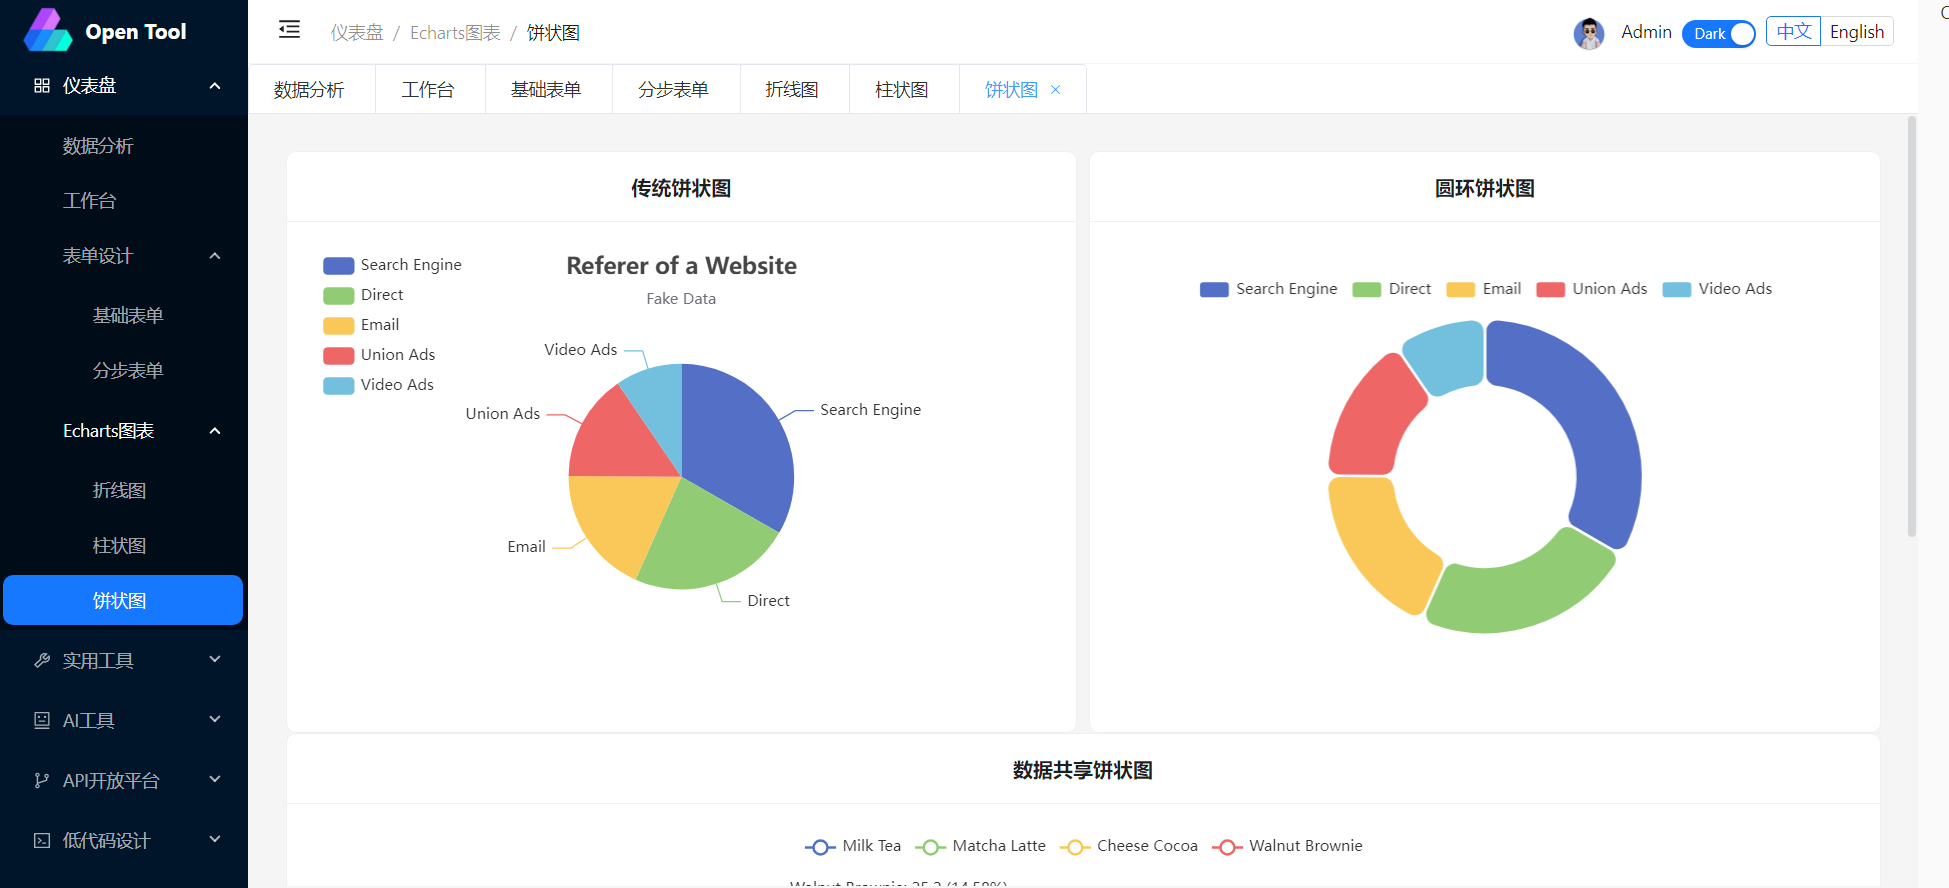 Open Tool
仪表盘
数据分析
工作台
表单设计
基础表单
分步表单
Echarts图表
折线图
柱状图
饼状图
实用工具
AI工具
API开放平台
低代码设计
仪表盘 / Echarts图表 / 饼状图
Admin
Dark
中文
English
数据分析
工作台
基础表单
分步表单
折线图
柱状图
饼状图 ×
传统饼状图
Search Engine
Direct
Email
Union Ads
Video Ads
Referer of a Website
Fake Data
Video Ads
Search Engine
Union Ads
Email
Direct
圆环饼状图
Search Engine
Direct
Email
Union Ads
Video Ads
数据共享饼状图
Milk Tea
Matcha Latte
Cheese Cocoa
Walnut Brownie
Walnut Brownie: 25.2 (14.58%)